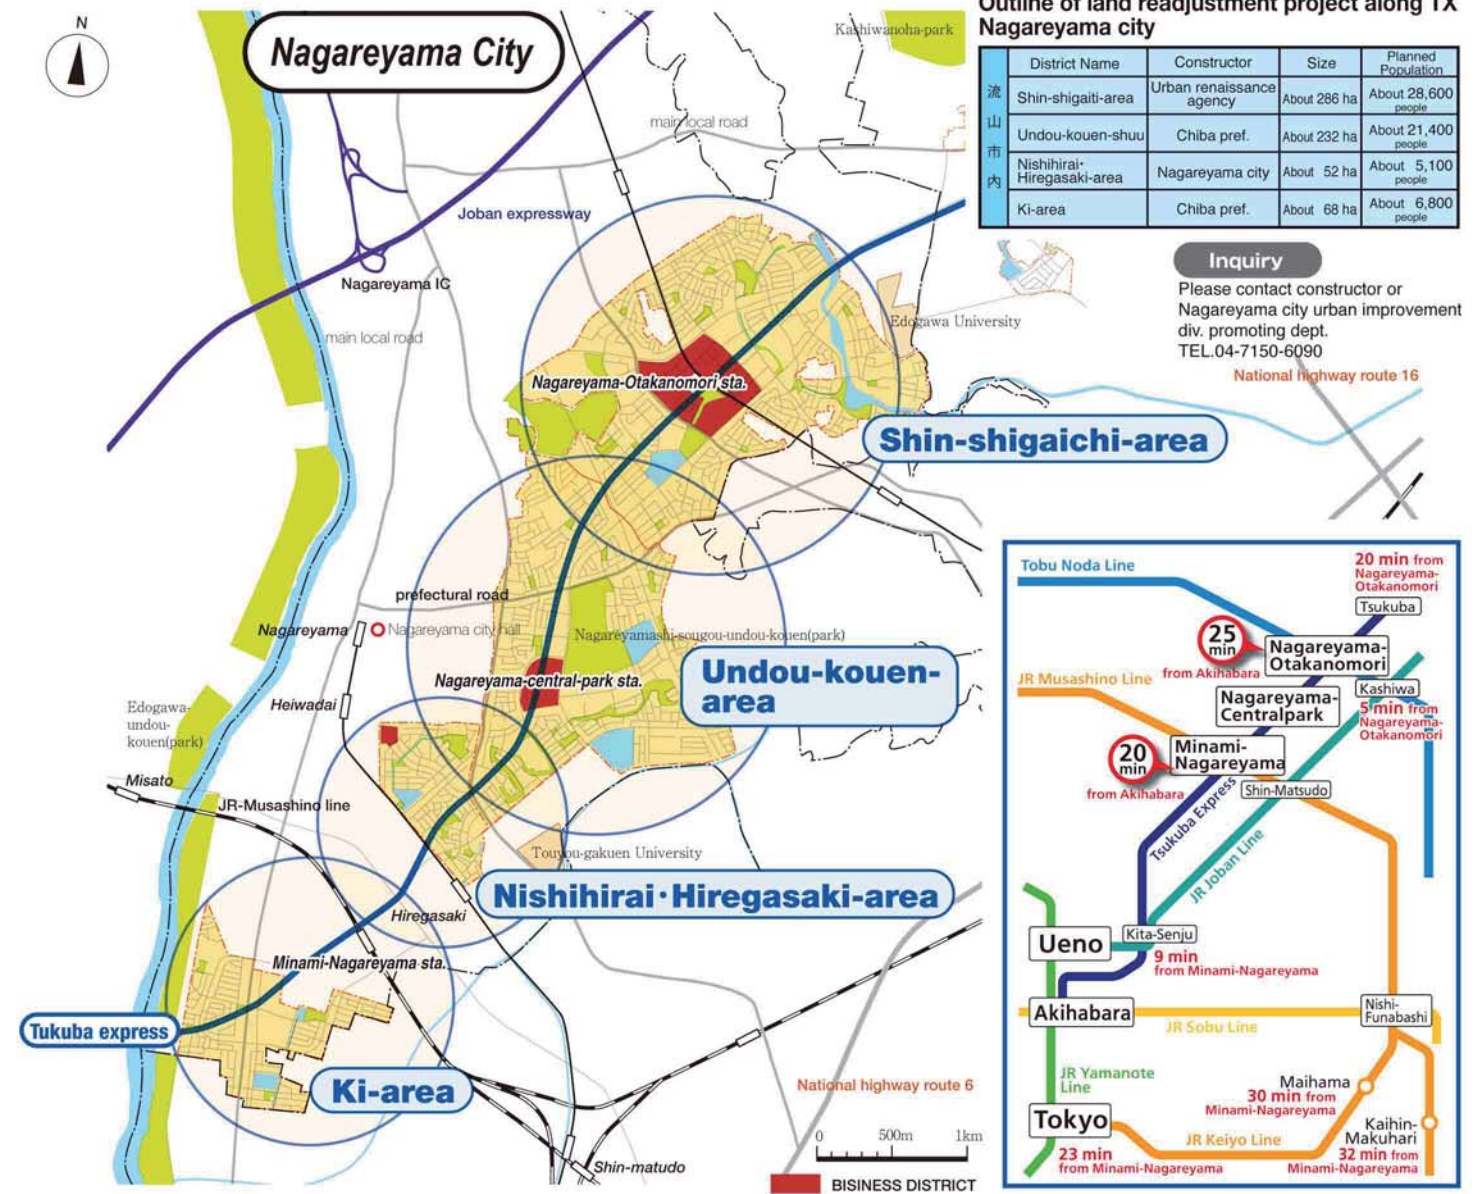 N
Nagareyama City
Kashiwanoha-park
main local road
Joban expressway
Nagareyama IC
main local road
Edogawa University
Nagareyama-Otakanomori sta.
Shin-shigaichi-area
prefectural road
Nagareyama
Nagareyama city hall
Nagareyamashi-sougou-undou-kouen(park)
Nagareyama-central-park sta.
Undou-kouen-
area
Heiwadai
Edogawa-
undou-
kouen(park)
Misato
JR-Musashino line
Touyou-gakuen University
Nishihirai・Hiregasaki-area
Hiregasaki
Minami-Nagareyama sta.
Tukuba express
Ki-area
National highway route 6
0 500m 1km
Shin-matudo
BISINESS DISTRICT
Outline of land readjustment project along TX
Nagareyama city
流山市内
District Name Constructor Size Planned Population
Shin-shigaiti-area Urban renaissance agency About 286 ha About 28,600 people
Undou-kouen-shuu Chiba pref. About 232 ha About 21,400 people
Nishihirai・Hiregasaki-area Nagareyama city About 52 ha About 5,100 people
Ki-area Chiba pref. About 68 ha About 6,800 people
Inquiry
Please contact constructor or
Nagareyama city urban improvement
div. promoting dept.
TEL.04-7150-6090
National highway route 16
Tobu Noda Line
20 min from
Nagareyama-
Otakanomori
Tsukuba
25
min
from Akihabara
Nagareyama-
Otakanomori
JR Musashino Line
Nagareyama-
Centralpark
Kashiwa
5 min from
Nagareyama-
Otakanomori
20
min
from Akihabara
Minami-
Nagareyama
Shin-Matsudo
Tsukuba Express
JR Joban Line
Ueno
Kita-Senju
9 min
from Minami-Nagareyama
Akihabara
JR Sobu Line
Nishi-
Funabashi
JR Yamanote
Line
Maihama
30 min from
Minami-Nagareyama
Tokyo
JR Keiyo Line
23 min
from Minami-Nagareyama
Kaihin-
Makuhari
32 min from
Minami-Nagareyama